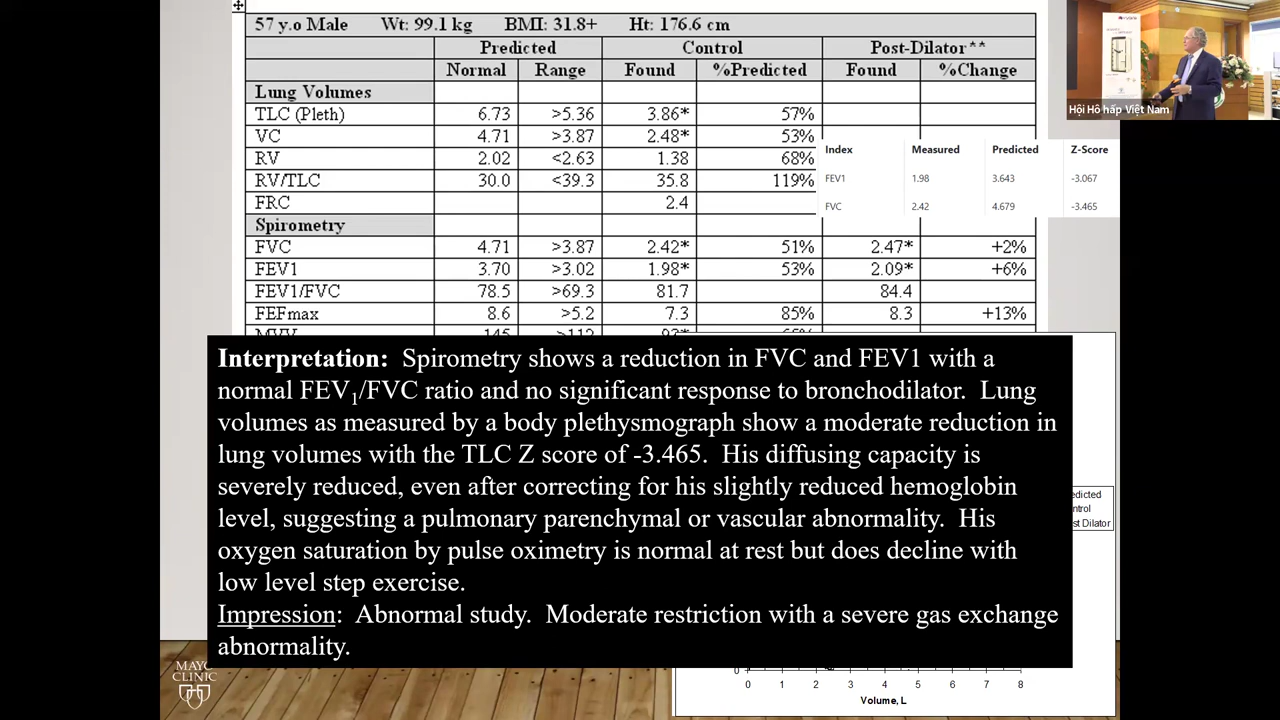 57 y.o Male Wt: 99.1 kg BMI: 31.8+ Ht: 176.6 cm
Predicted Control Post-Dilator**
Normal Range Found %Predicted Found %Change
Lung Volumes
TLC (Pleth) 6.73 >5.36 3.86* 57%
VC 4.71 >3.87 2.48* 53%
RV 2.02 <2.63 1.38 68%
RV/TLC 30.0 <39.3 35.8 119%
FRC 2.4
Spirometry
FVC 4.71 >3.87 2.42* 51% 2.47* +2%
FEV1 3.70 >3.02 1.98* 53% 2.09* +6%
FEV1/FVC 78.5 >69.3 81.7 84.4
FEFmax 8.6 >5.2 7.3 85% 8.3 +13%
MVV 145 >112
Index Measured Predicted Z-Score
FEV1 1.98 3.643 -3.067
FVC 2.42 4.679 -3.465
Hội Hô hấp Việt Nam
Interpretation: Spirometry shows a reduction in FVC and FEV1 with a
normal FEV1/FVC ratio and no significant response to bronchodilator. Lung
volumes as measured by a body plethysmograph show a moderate reduction in
lung volumes with the TLC Z score of -3.465. His diffusing capacity is
severely reduced, even after correcting for his slightly reduced hemoglobin
level, suggesting a pulmonary parenchymal or vascular abnormality. His
oxygen saturation by pulse oximetry is normal at rest but does decline with
low level step exercise.
Impression: Abnormal study. Moderate restriction with a severe gas exchange
abnormality.
edicted
ntrol
st Dilator
0
0 1 2 3 4 5 6 7 8
Volume, L
MAYO
CLINIC